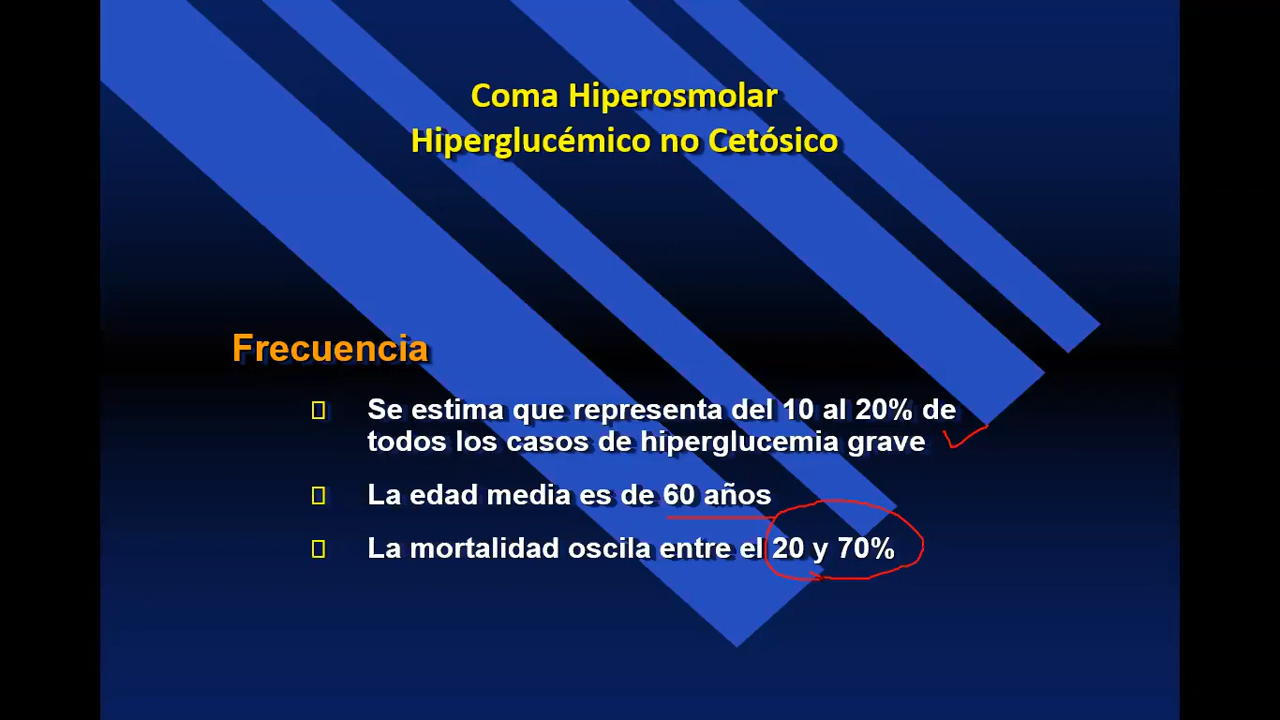 Coma Hiperosmolar
Hiperglucémico no Cetósico
Frecuencia
Se estima que representa del 10 al 20% de
todos los casos de hiperglucemia grave
La edad media es de 60 años
La mortalidad oscila entre el 20 y 70%